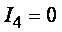 I₄ = 0